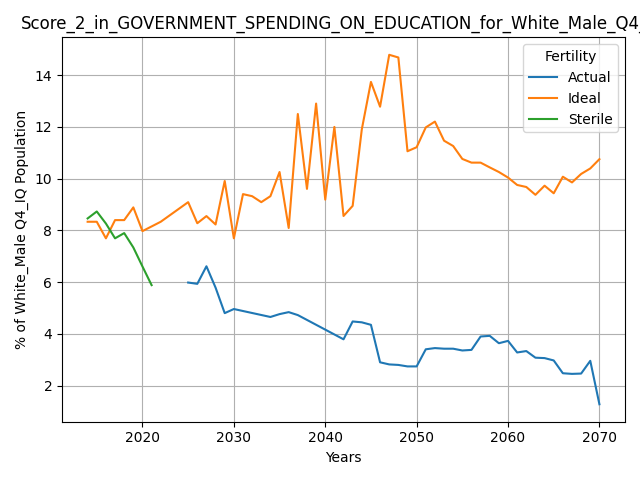 Score_2_in_GOVERNMENT_SPENDING_ON_EDUCATION_for_White_Male_Q4_
Fertility
Actual
Ideal
Sterile
% of White_Male Q4_IQ Population
14
12
10
8
6
4
2
2020 2030 2040 2050 2060 2070
Years